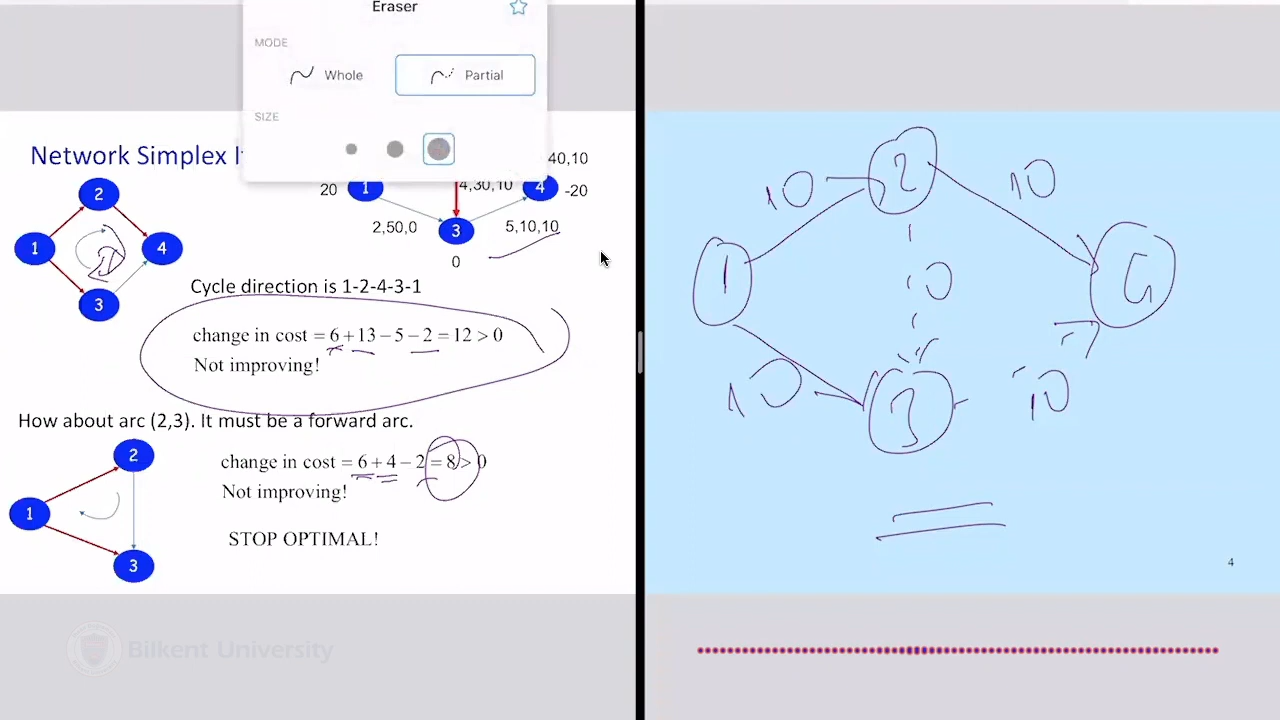 Eraser
MODE
Whole
Partial
SIZE
Network Simplex I
40,10
20
1
4,30,10
4
-20
2,50,0
3
5,10,10
0
2
1
4
3
Cycle direction is 1-2-4-3-1
change in cost = 6+13−5−2=12 > 0
Not improving!
How about arc (2,3). It must be a forward arc.
2
1
3
change in cost = 6+4−2=8>0
Not improving!
STOP OPTIMAL!
Bilkent University
10
2
10
1
10
3
10
4